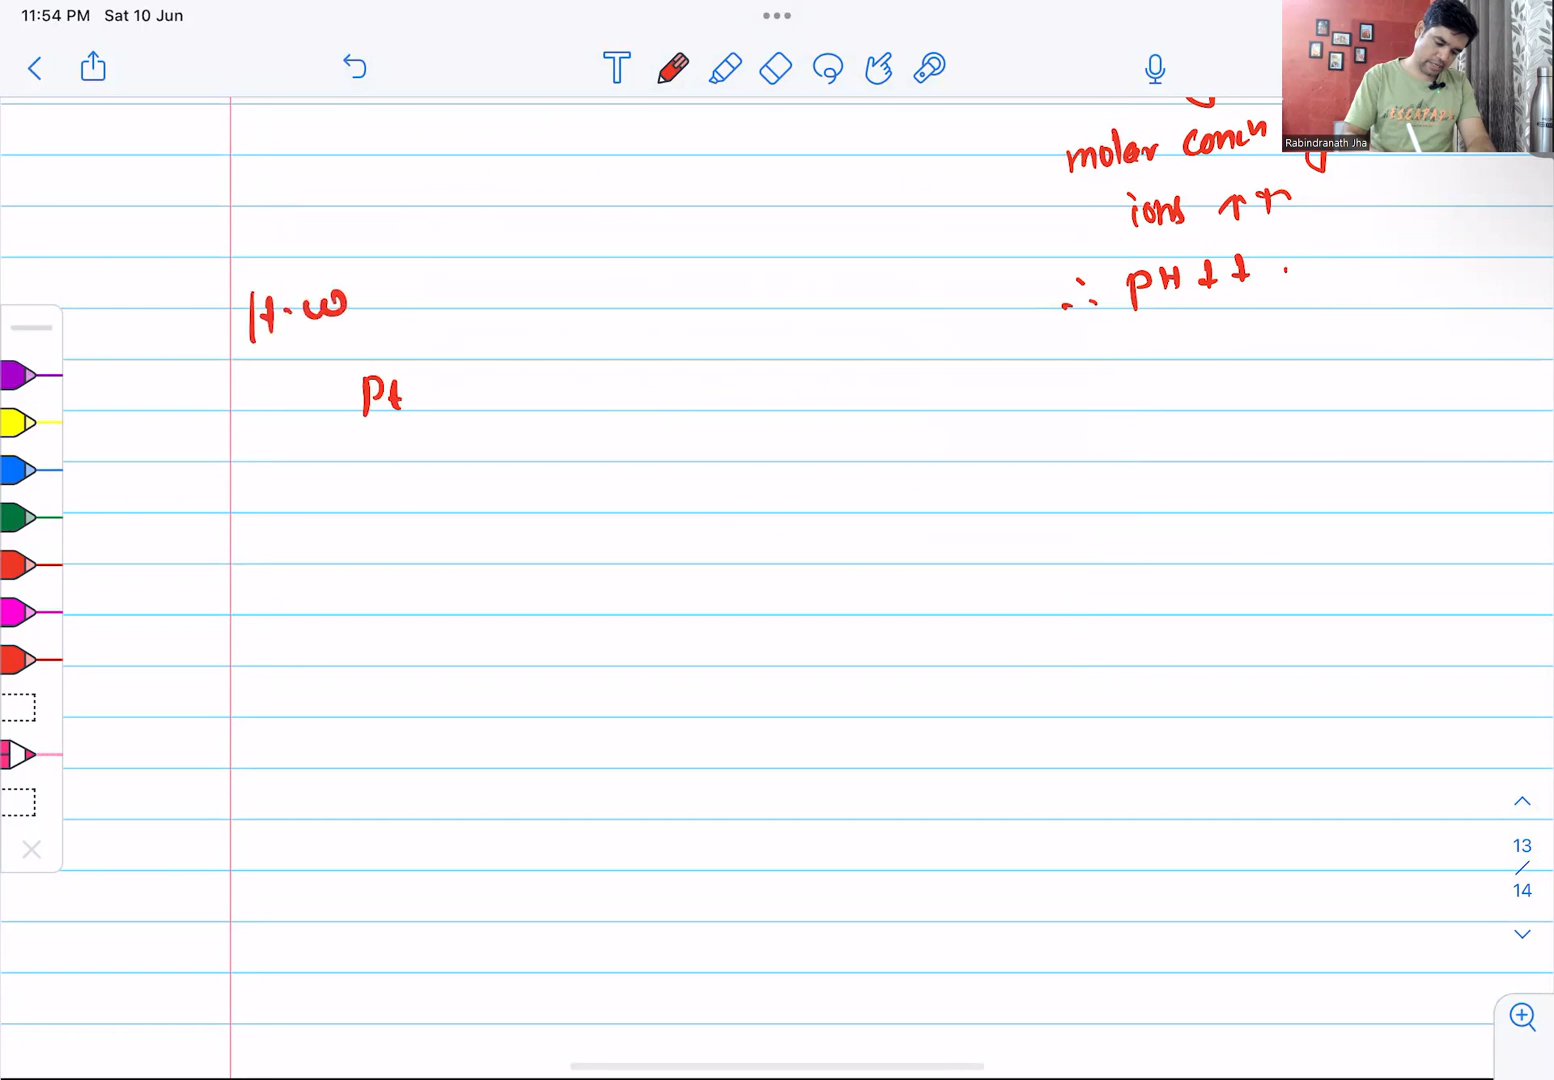 11:54 PM Sat 10 Jun
T
Rabindranath Jha
molar concn
ions ↑↑
∴ pH ↓↓ .
H.w
Pt
13
/
14